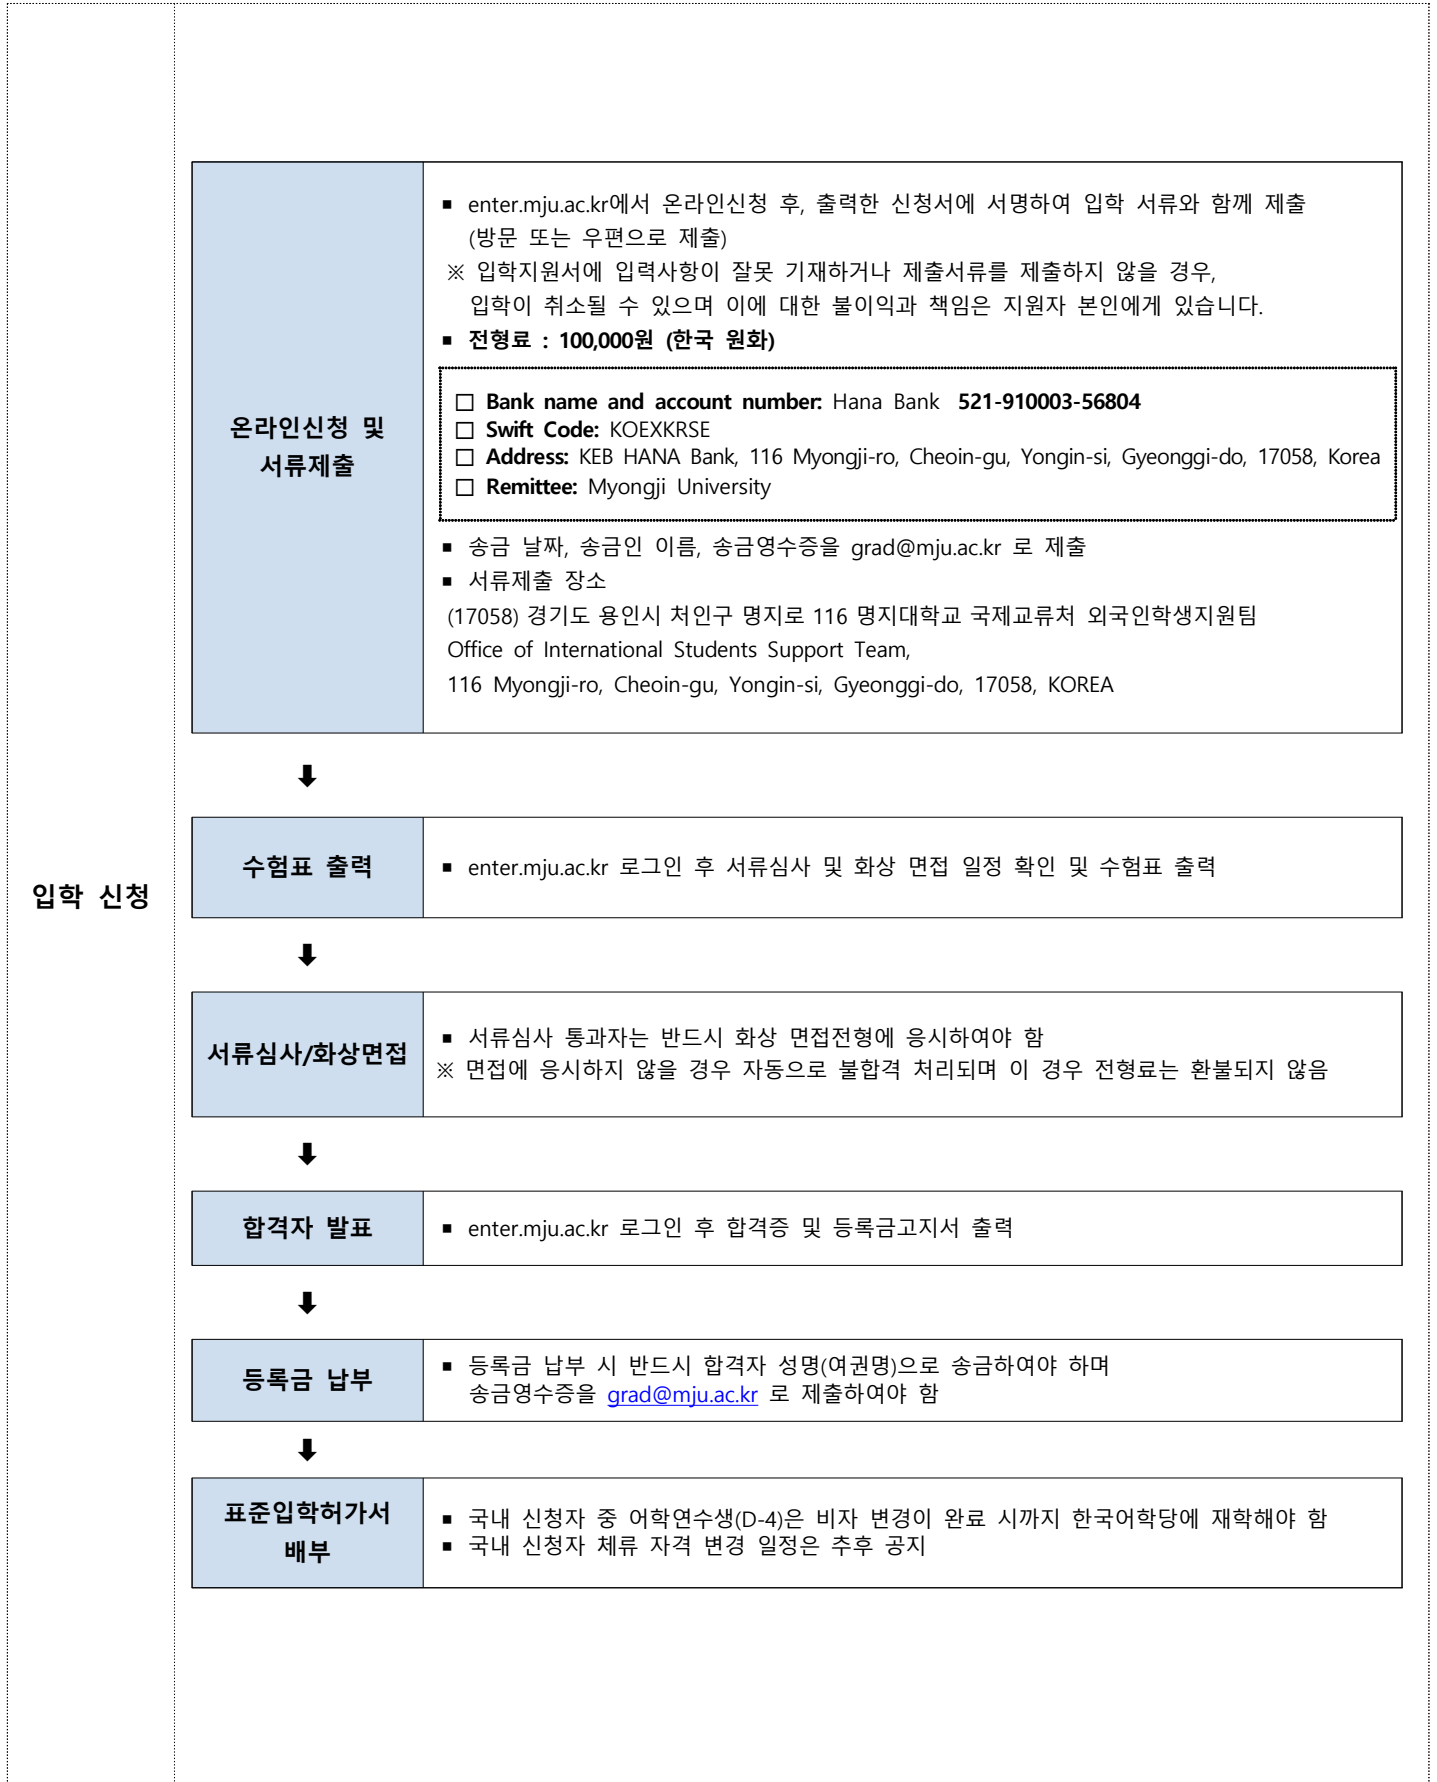 입학 신청
온라인신청 및
서류제출
▪ enter.mju.ac.kr에서 온라인신청 후, 출력한 신청서에 서명하여 입학 서류와 함께 제출
(방문 또는 우편으로 제출)
※ 입학지원서에 입력사항이 잘못 기재하거나 제출서류를 제출하지 않을 경우,
입학이 취소될 수 있으며 이에 대한 불이익과 책임은 지원자 본인에게 있습니다.
▪ 전형료 : 100,000원 (한국 원화)
□ Bank name and account number: Hana Bank 521-910003-56804
□ Swift Code: KOEXKRSE
□ Address: KEB HANA Bank, 116 Myongji-ro, Cheoin-gu, Yongin-si, Gyeonggi-do, 17058, Korea
□ Remittee: Myongji University
▪ 송금 날짜, 송금인 이름, 송금영수증을 grad@mju.ac.kr 로 제출
▪ 서류제출 장소
(17058) 경기도 용인시 처인구 명지로 116 명지대학교 국제교류처 외국인학생지원팀
Office of International Students Support Team,
116 Myongji-ro, Cheoin-gu, Yongin-si, Gyeonggi-do, 17058, KOREA
수험표 출력
▪ enter.mju.ac.kr 로그인 후 서류심사 및 화상 면접 일정 확인 및 수험표 출력
서류심사/화상면접
▪ 서류심사 통과자는 반드시 화상 면접전형에 응시하여야 함
※ 면접에 응시하지 않을 경우 자동으로 불합격 처리되며 이 경우 전형료는 환불되지 않음
합격자 발표
▪ enter.mju.ac.kr 로그인 후 합격증 및 등록금고지서 출력
등록금 납부
▪ 등록금 납부 시 반드시 합격자 성명(여권명)으로 송금하여야 하며
송금영수증을 grad@mju.ac.kr 로 제출하여야 함
표준입학허가서
배부
▪ 국내 신청자 중 어학연수생(D-4)은 비자 변경이 완료 시까지 한국어학당에 재학해야 함
▪ 국내 신청자 체류 자격 변경 일정은 추후 공지